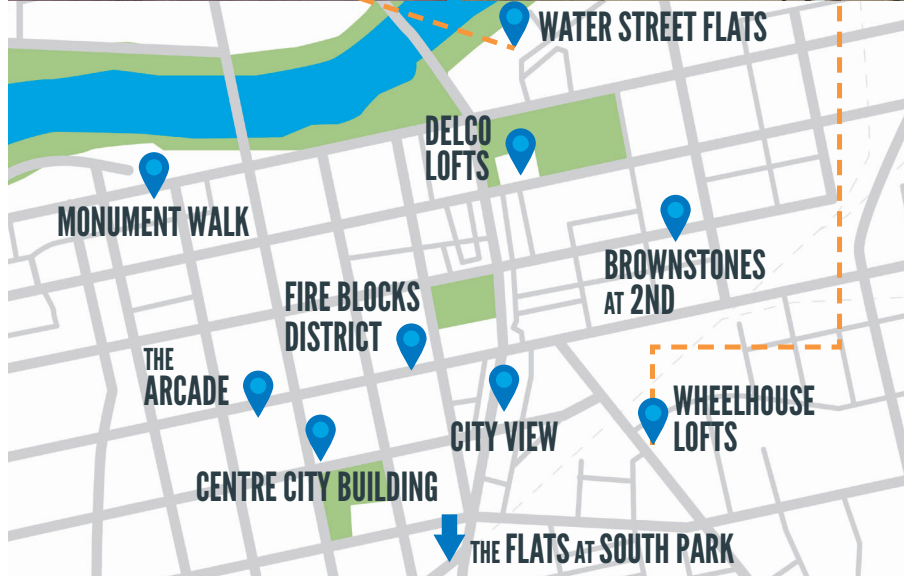 WATER STREET FLATS
DELCO
LOFTS
MONUMENT WALK
BROWNSTONES
AT 2ND
FIRE BLOCKS
DISTRICT
THE
ARCADE
CITY VIEW
WHEELHOUSE
LOFTS
CENTRE CITY BUILDING
THE FLATS AT SOUTH PARK